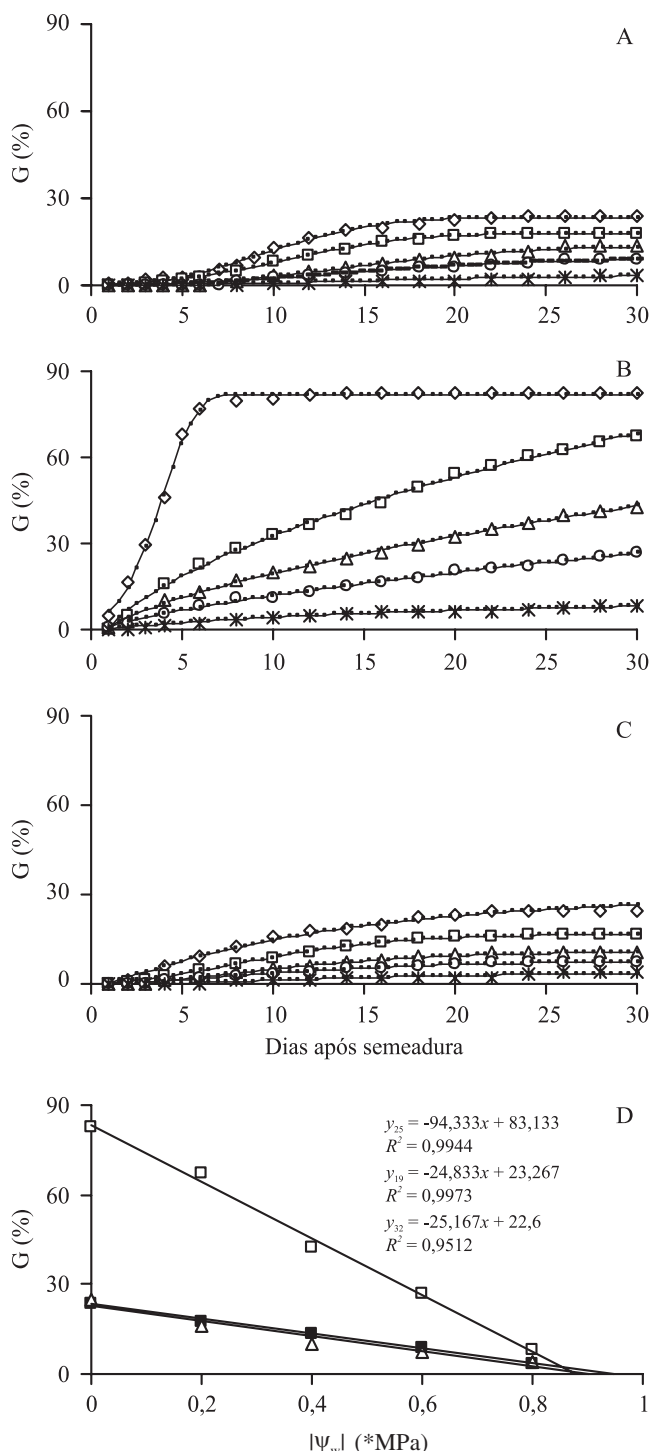 A
90
60
30
0
G (%)
0 5 10 15 20 25 30
B
90
60
30
0
G (%)
0 5 10 15 20 25 30
C
90
60
30
0
G (%)
0 5 10 15 20 25 30
Dias após semeadura
D
90
60
30
0
G (%)
y25 = -94,333x + 83,133
R² = 0,9944
y19 = -24,833x + 23,267
R² = 0,9973
y32 = -25,167x + 22,6
R² = 0,9512
0 0,2 0,4 0,6 0,8 1
|Ψw| (*MPa)